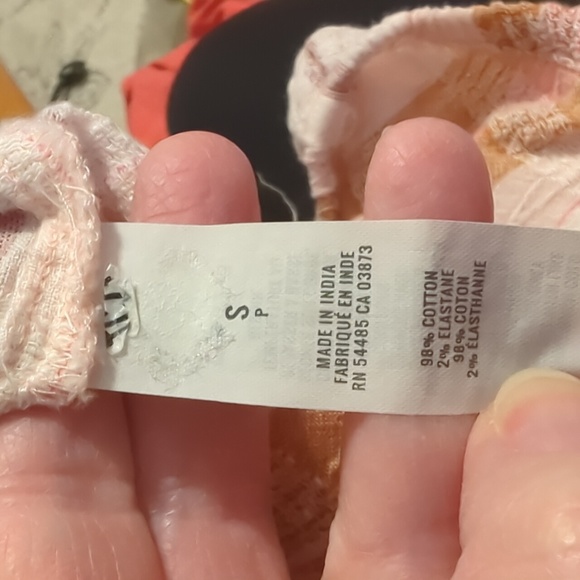 S
P
MADE IN INDIA
FABRIQUÉ EN INDE
RN 54485 CA 03873
98% COTTON
2% ELASTANE
98% COTON
2% ÉLASTHANNE